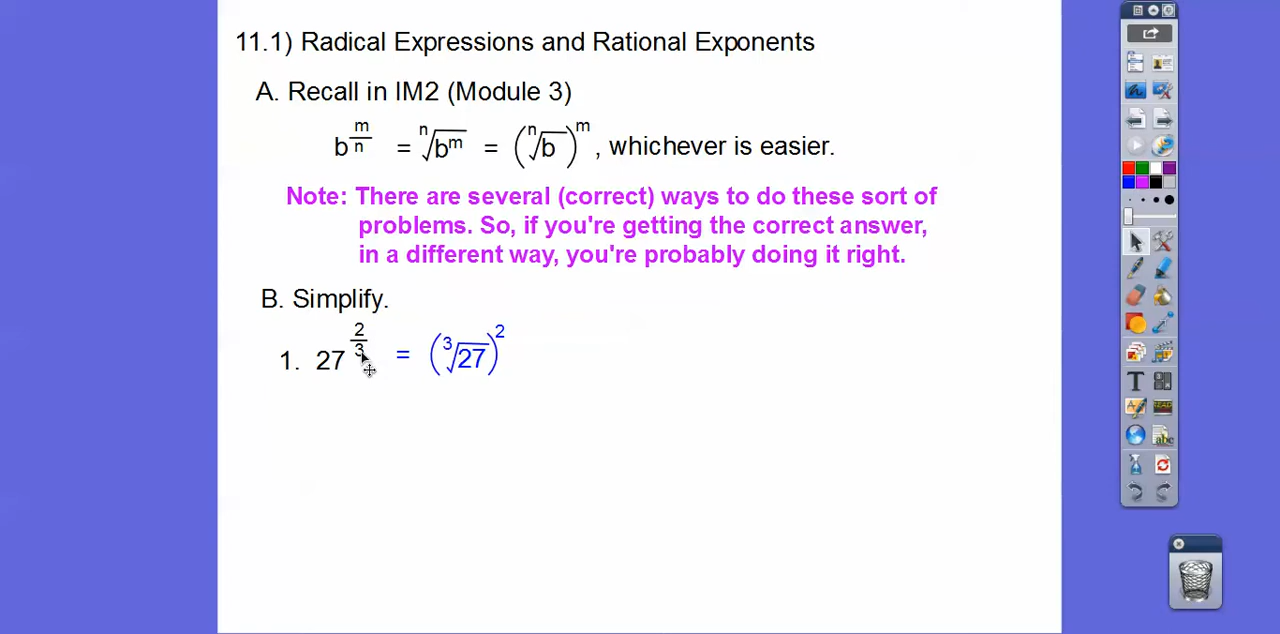 11.1) Radical Expressions and Rational Exponents
A. Recall in IM2 (Module 3)
b^(m/n) = ⁿ√(b^m) = (ⁿ√b)^m, whichever is easier.
Note: There are several (correct) ways to do these sort of
problems. So, if you're getting the correct answer,
in a different way, you're probably doing it right.
B. Simplify.
1. 27^(2/3) = (³√27)²